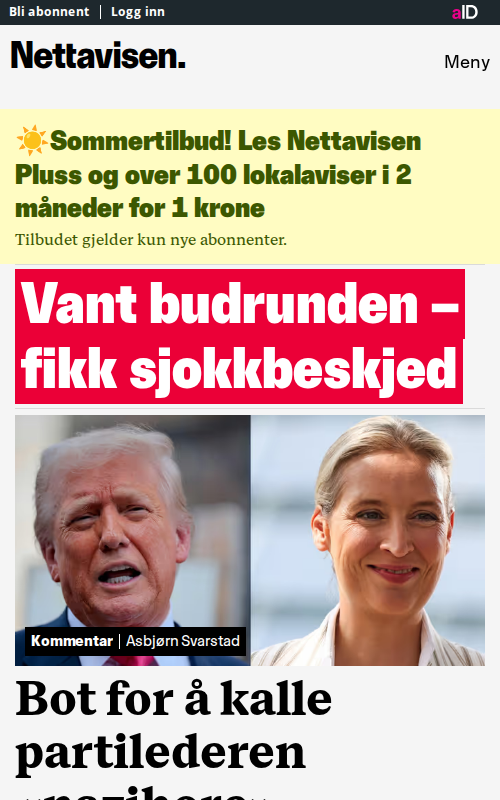 Bli abonnent | Logg inn
aID
Nettavisen.
Meny
☀️Sommertilbud! Les Nettavisen
Pluss og over 100 lokalaviser i 2
måneder for 1 krone
Tilbudet gjelder kun nye abonnenter.
Vant budrunden –
fikk sjokkbeskjed
Kommentar | Asbjørn Svarstad
Bot for å kalle
partilederen